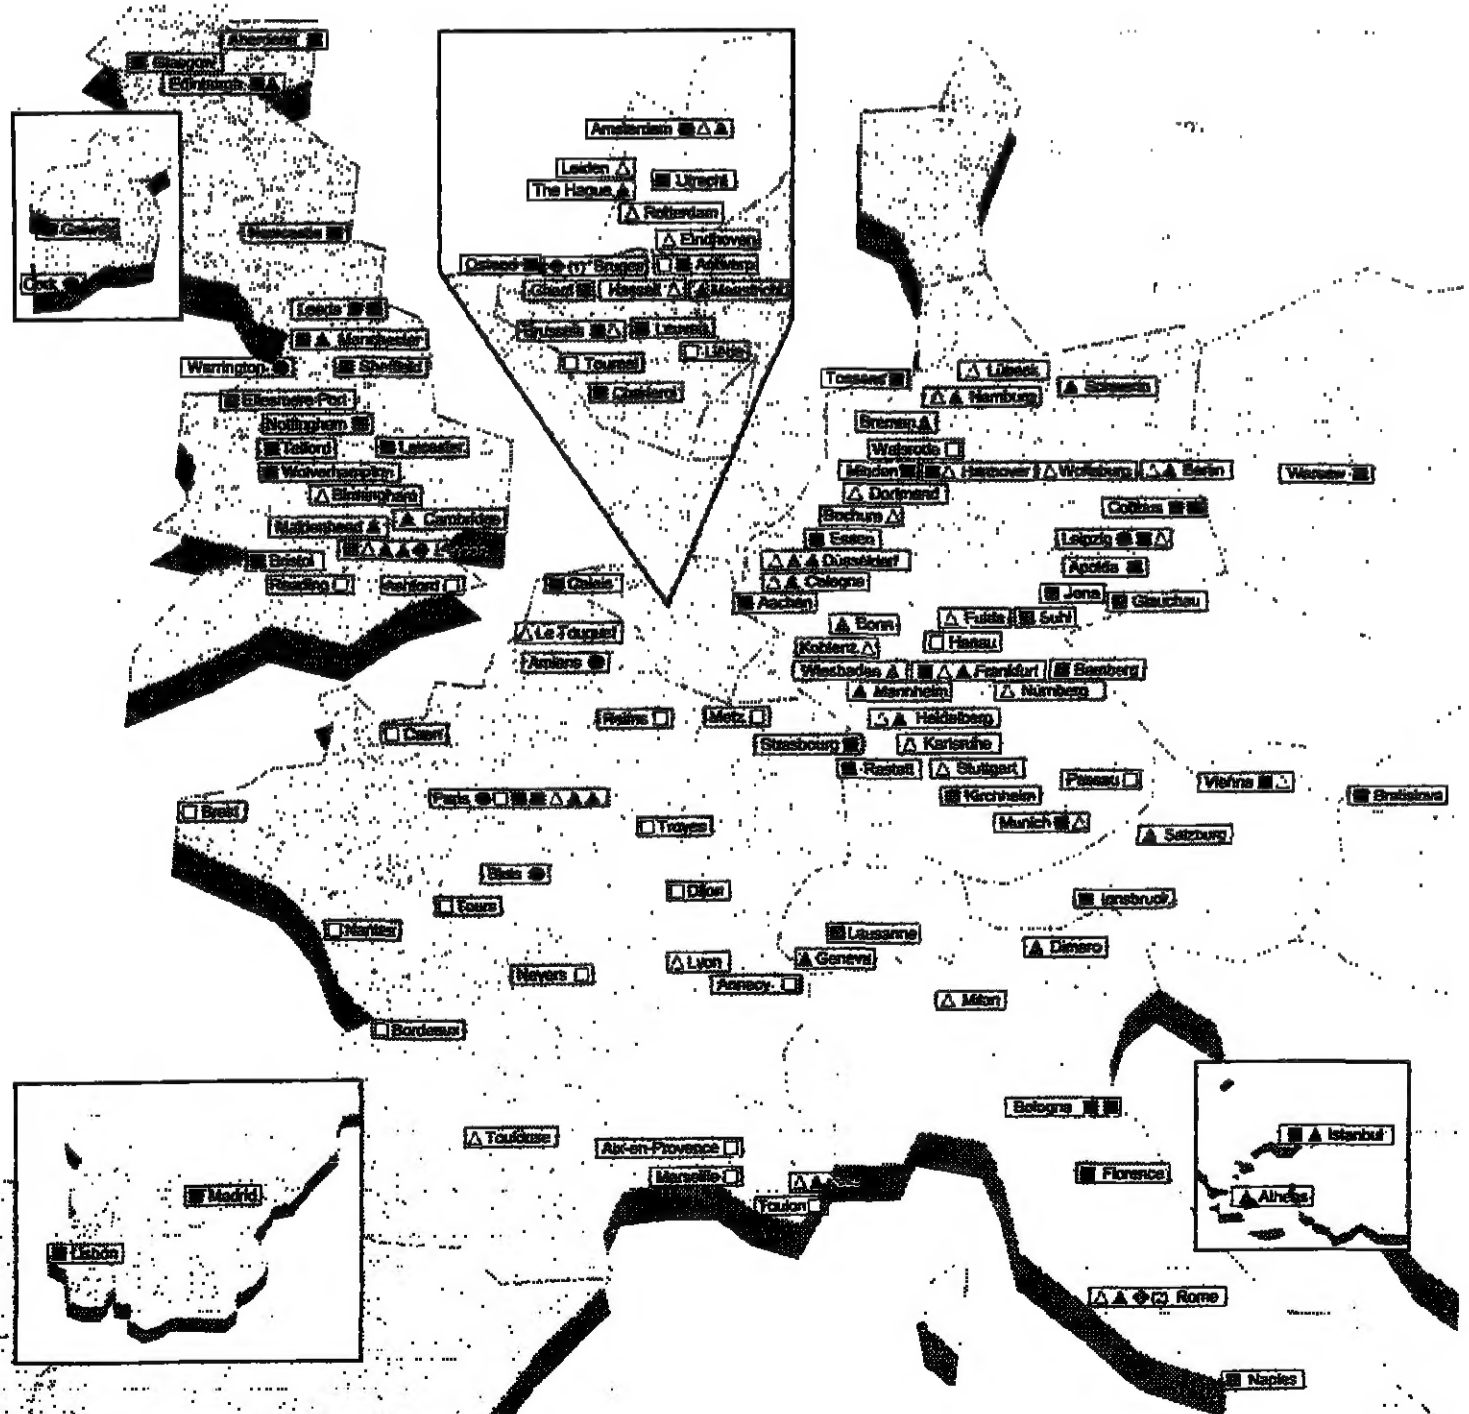 Aberdeen
Glasgow
Edinburgh
Amsterdam
Leiden
Utrecht
The Hague
Rotterdam
Galway
Newcastle
Eindhoven
Ostend
Bruges
Antwerp
Cork
Ghent
Hasselt
Maastricht
Leeds
Brussels
Leuven
Manchester
Liège
Warrington
Sheffield
Tournai
Lübeck
Charleroi
Schwerin
Hamburg
Ellesmere Port
Nottingham
Bremen
Telford
Leicester
Walsrode
Wolverhampton
Minden
Hannover
Wolfsburg
Berlin
Warsaw
Birmingham
Dortmund
Cottbus
Maidenhead
Cambridge
Bochum
Essen
Leipzig
Bristol
Düsseldorf
Apolda
Reading
Ashford
Calais
Cologne
Aachen
Jena
Glauchau
Bonn
Fulda
Suhl
Le Touquet
Koblenz
Hanau
Amiens
Wiesbaden
Frankfurt
Bamberg
Mannheim
Nürnberg
Reims
Metz
Heidelberg
Caen
Strasbourg
Karlsruhe
Rastatt
Stuttgart
Passau
Vienna
Paris
Kirchheim
Bratislava
Brest
Troyes
Munich
Salzburg
Blois
Dijon
Tours
Innsbruck
Nantes
Lausanne
Dimaro
Geneva
Lyon
Nevers
Annecy
Milan
Bordeaux
Bologna
Toulouse
Istanbul
Aix-en-Provence
Marseille
Florence
Madrid
Athens
Toulon
Lisbon
Rome
Naples